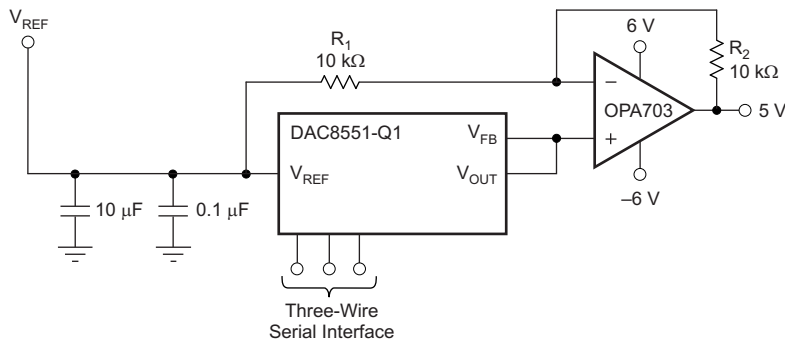 VREF
R1
10 kΩ
6 V
R2
10 kΩ
–
OPA703
+
5 V
–6 V
DAC8551-Q1
VFB
VREF
VOUT
10 µF
0.1 µF
Three-Wire
Serial Interface